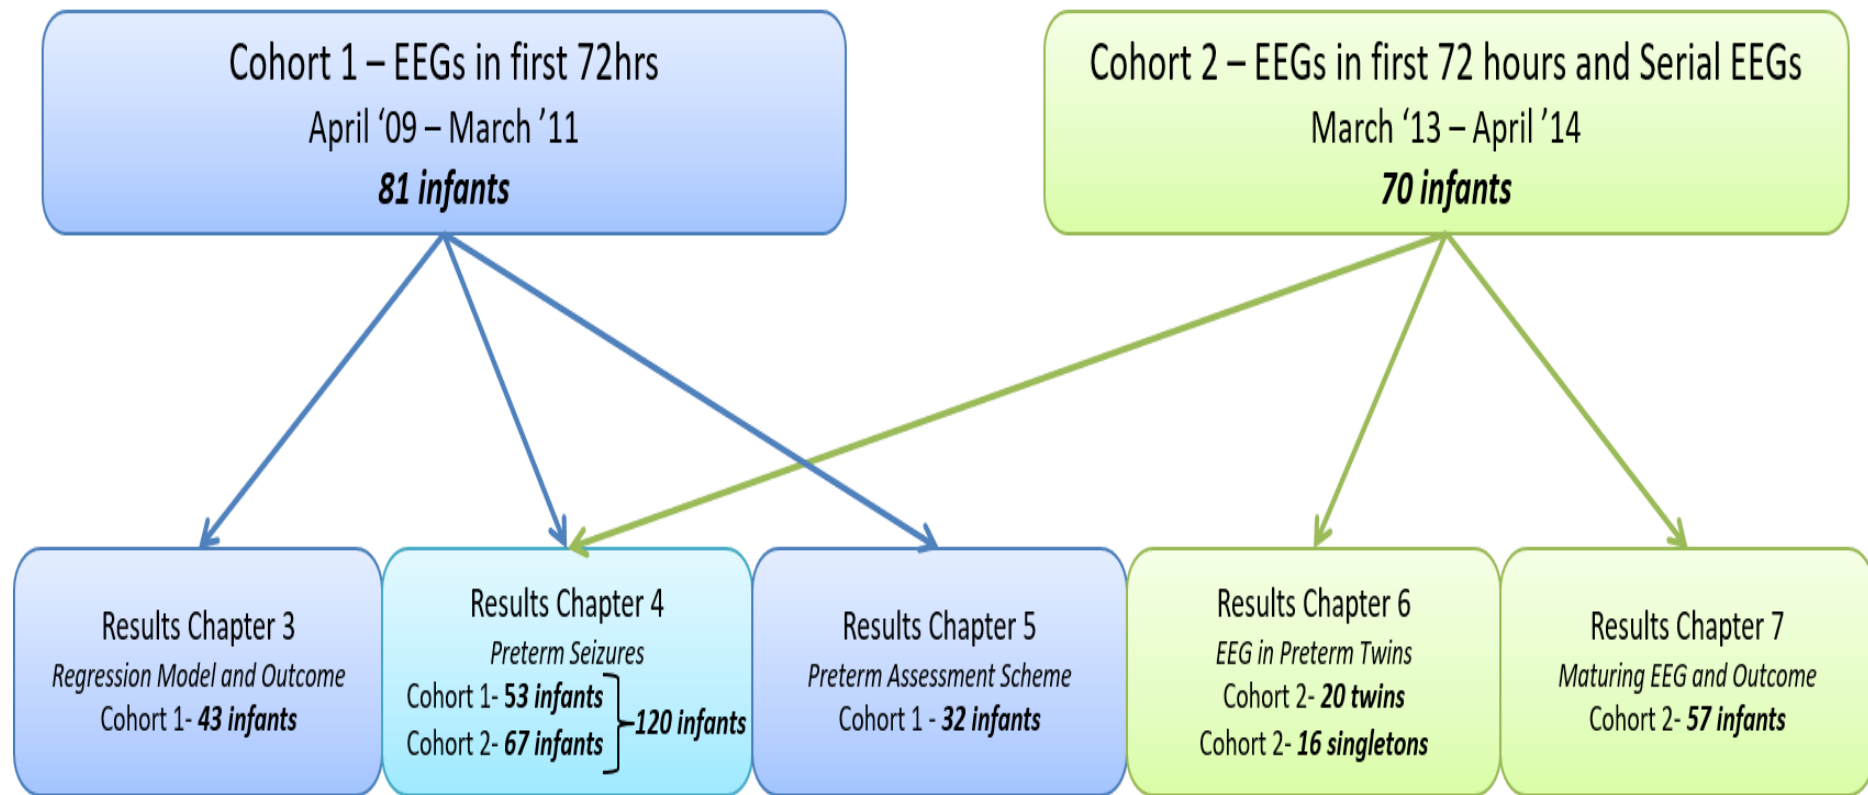 Cohort 1 – EEGs in first 72hrs
April ‘09 – March ’11
81 infants
Cohort 2 – EEGs in first 72 hours and Serial EEGs
March ‘13 – April ’14
70 infants
Results Chapter 3
Regression Model and Outcome
Cohort 1- 43 infants
Results Chapter 4
Preterm Seizures
Cohort 1- 53 infants
Cohort 2- 67 infants
120 infants
Results Chapter 5
Preterm Assessment Scheme
Cohort 1 - 32 infants
Results Chapter 6
EEG in Preterm Twins
Cohort 2- 20 twins
Cohort 2- 16 singletons
Results Chapter 7
Maturing EEG and Outcome
Cohort 2- 57 infants